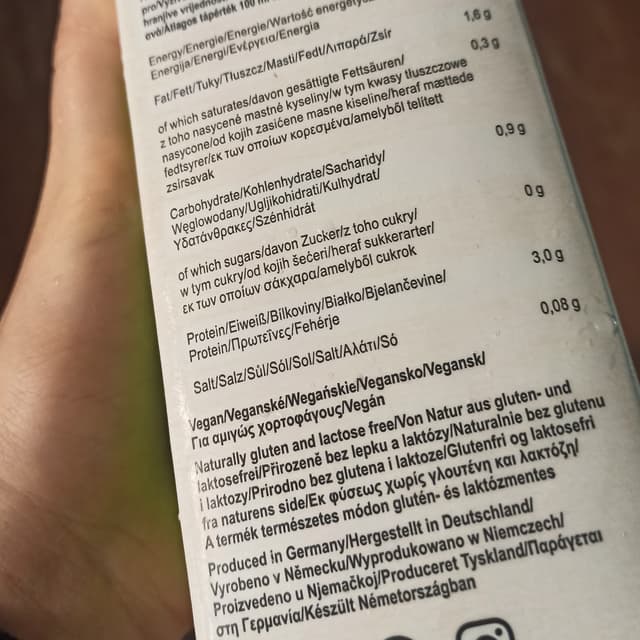 hranjive vrijednost
ový/Átlagos tápérték 100 ml
Energy/Energie/Energie/Wartość energetycz
Energija/Energi/Ενέργεια/Energia
1,6 g
Fat/Fett/Tuky/Tłuszcz/Masti/Fedt/Λιπαρά/Zsír
0,3 g
of which saturates/davon gesättigte Fettsäuren/
z toho nasycené mastné kyseliny/w tym kwasy tłuszczowe
nasycone/od kojih zasićene masne kiseline/heraf mættede
fedtsyrer/εκ των οποίων κορεσμένα/amelyből telített
zsírsavak
0,9 g
Carbohydrate/Kohlenhydrate/Sacharidy/
Węglowodany/Ugljikohidrati/Kulhydrat/
Υδατάνθρακες/Szénhidrát
0 g
of which sugars/davon Zucker/z toho cukry/
w tym cukry/od kojih šećeri/heraf sukkerarter/
εκ των οποίων σάκχαρα/amelyből cukrok
3,0 g
Protein/Eiweiß/Bílkoviny/Białko/Bjelančevine/
Protein/Πρωτεΐνες/Fehérje
0,08 g
Salt/Salz/Sůl/Sól/Sol/Salt/Αλάτι/Só
Vegan/Veganské/Wegańskie/Vegansko/Vegansk/
Για αμιγώς χορτοφάγους/Vegán
Naturally gluten and lactose free/Von Natur aus gluten- und
laktosefrei/Přirozeně bez lepku a laktózy/Naturalnie bez glutenu
i laktozy/Prirodno bez glutena i laktoze/Glutenfri og laktosefri
fra naturens side/Εκ φύσεως χωρίς γλουτένη και λακτόζη/
A termék természetes módon glutén- és laktózmentes
Produced in Germany/Hergestellt in Deutschland/
Vyrobeno v Německu/Wyprodukowano w Niemczech/
Proizvedeno u Njemačkoj/Produceret Tyskland/Παράγεται
στη Γερμανία/Készült Németországban